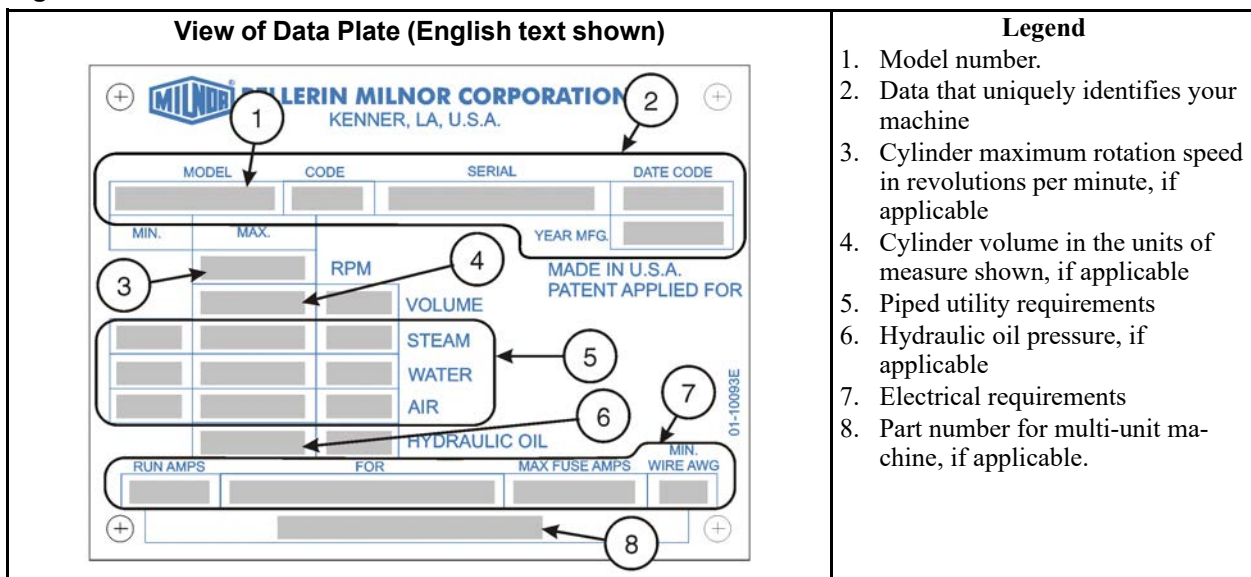 View of Data Plate (English text shown)
MILNOR®
LLERIN MILNOR CORPORATION
KENNER, LA, U.S.A.
1
2
MODEL CODE SERIAL DATE CODE
MIN. MAX. YEAR MFG.
3
RPM
4
MADE IN U.S.A.
PATENT APPLIED FOR
VOLUME
STEAM
5
WATER
7
AIR
6
HYDRAULIC OIL
01-10093E
RUN AMPS FOR MAX FUSE AMPS MIN. WIRE AWG
8
Legend
1. Model number.
2. Data that uniquely identifies your
machine
3. Cylinder maximum rotation speed
in revolutions per minute, if
applicable
4. Cylinder volume in the units of
measure shown, if applicable
5. Piped utility requirements
6. Hydraulic oil pressure, if
applicable
7. Electrical requirements
8. Part number for multi-unit ma-
chine, if applicable.